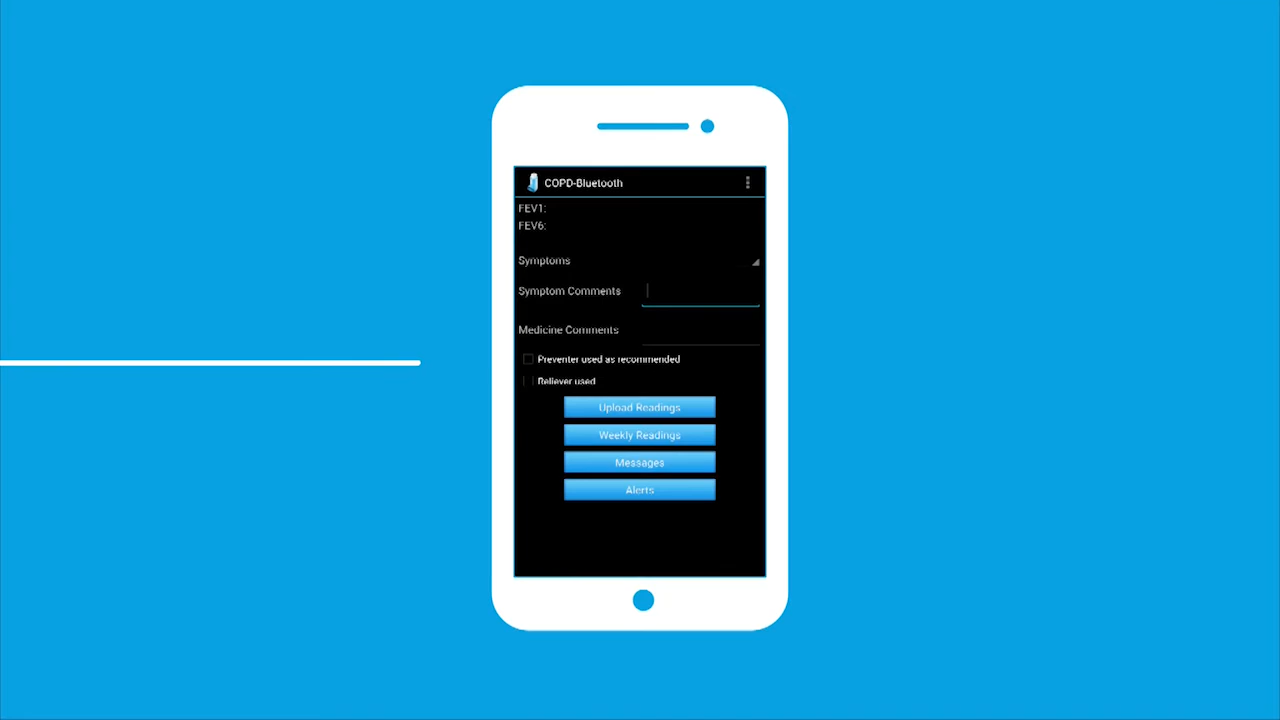 COPD-Bluetooth
FEV1:
FEV6:
Symptoms
Symptom Comments
Medicine Comments
Preventer used as recommended
Reliever used
Upload Readings
Weekly Readings
Messages
Alerts